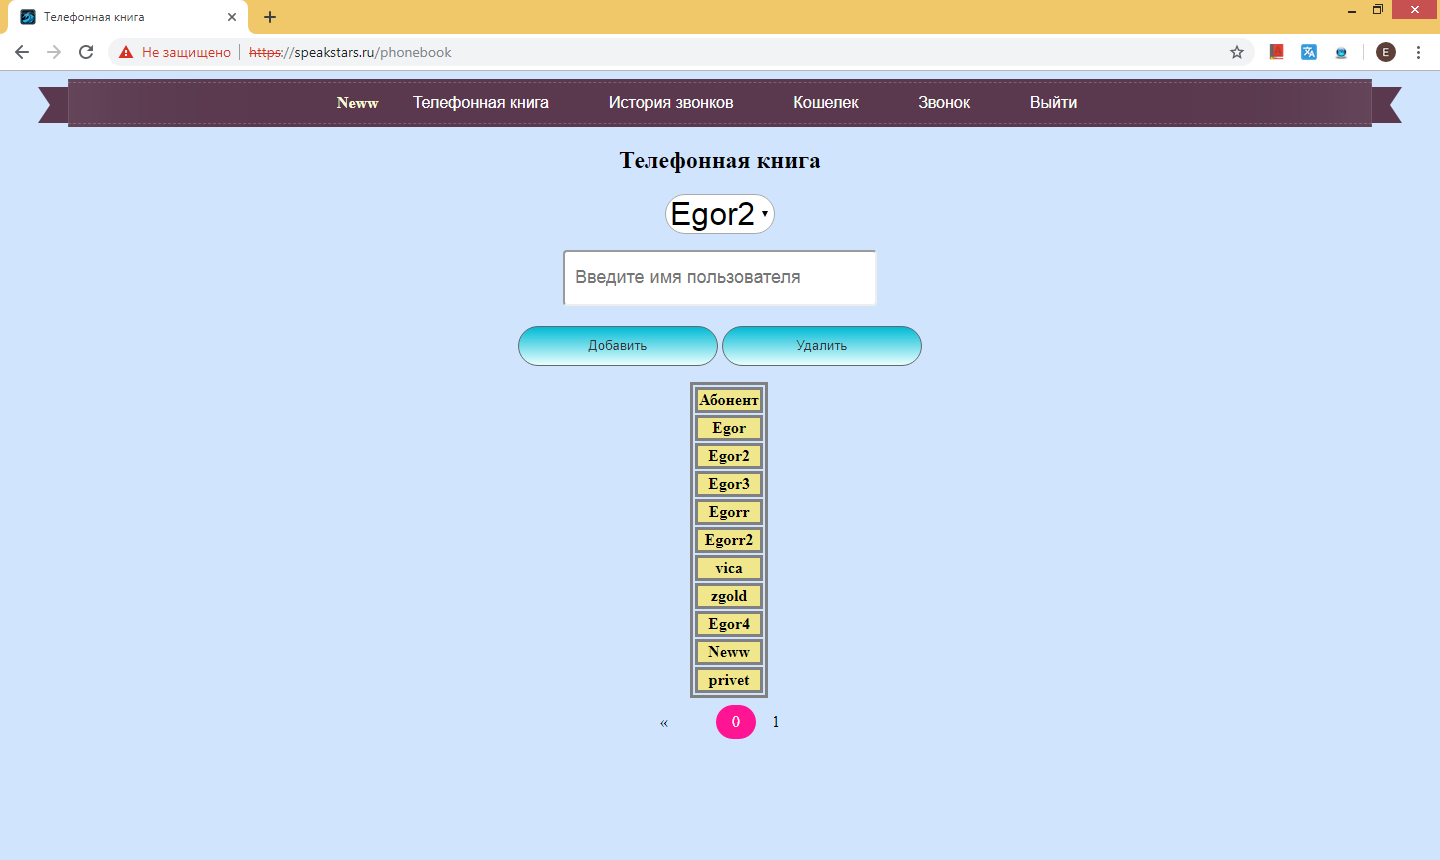 Телефонная книга
Не защищено https://speakstars.ru/phonebook E
Neww Телефонная книга История звонков Кошелек Звонок Выйти
Телефонная книга
Egor2
Введите имя пользователя
Добавить Удалить
Абонент
Egor
Egor2
Egor3
Egorr
Egorr2
vica
zgold
Egor4
Neww
privet
« 0 1